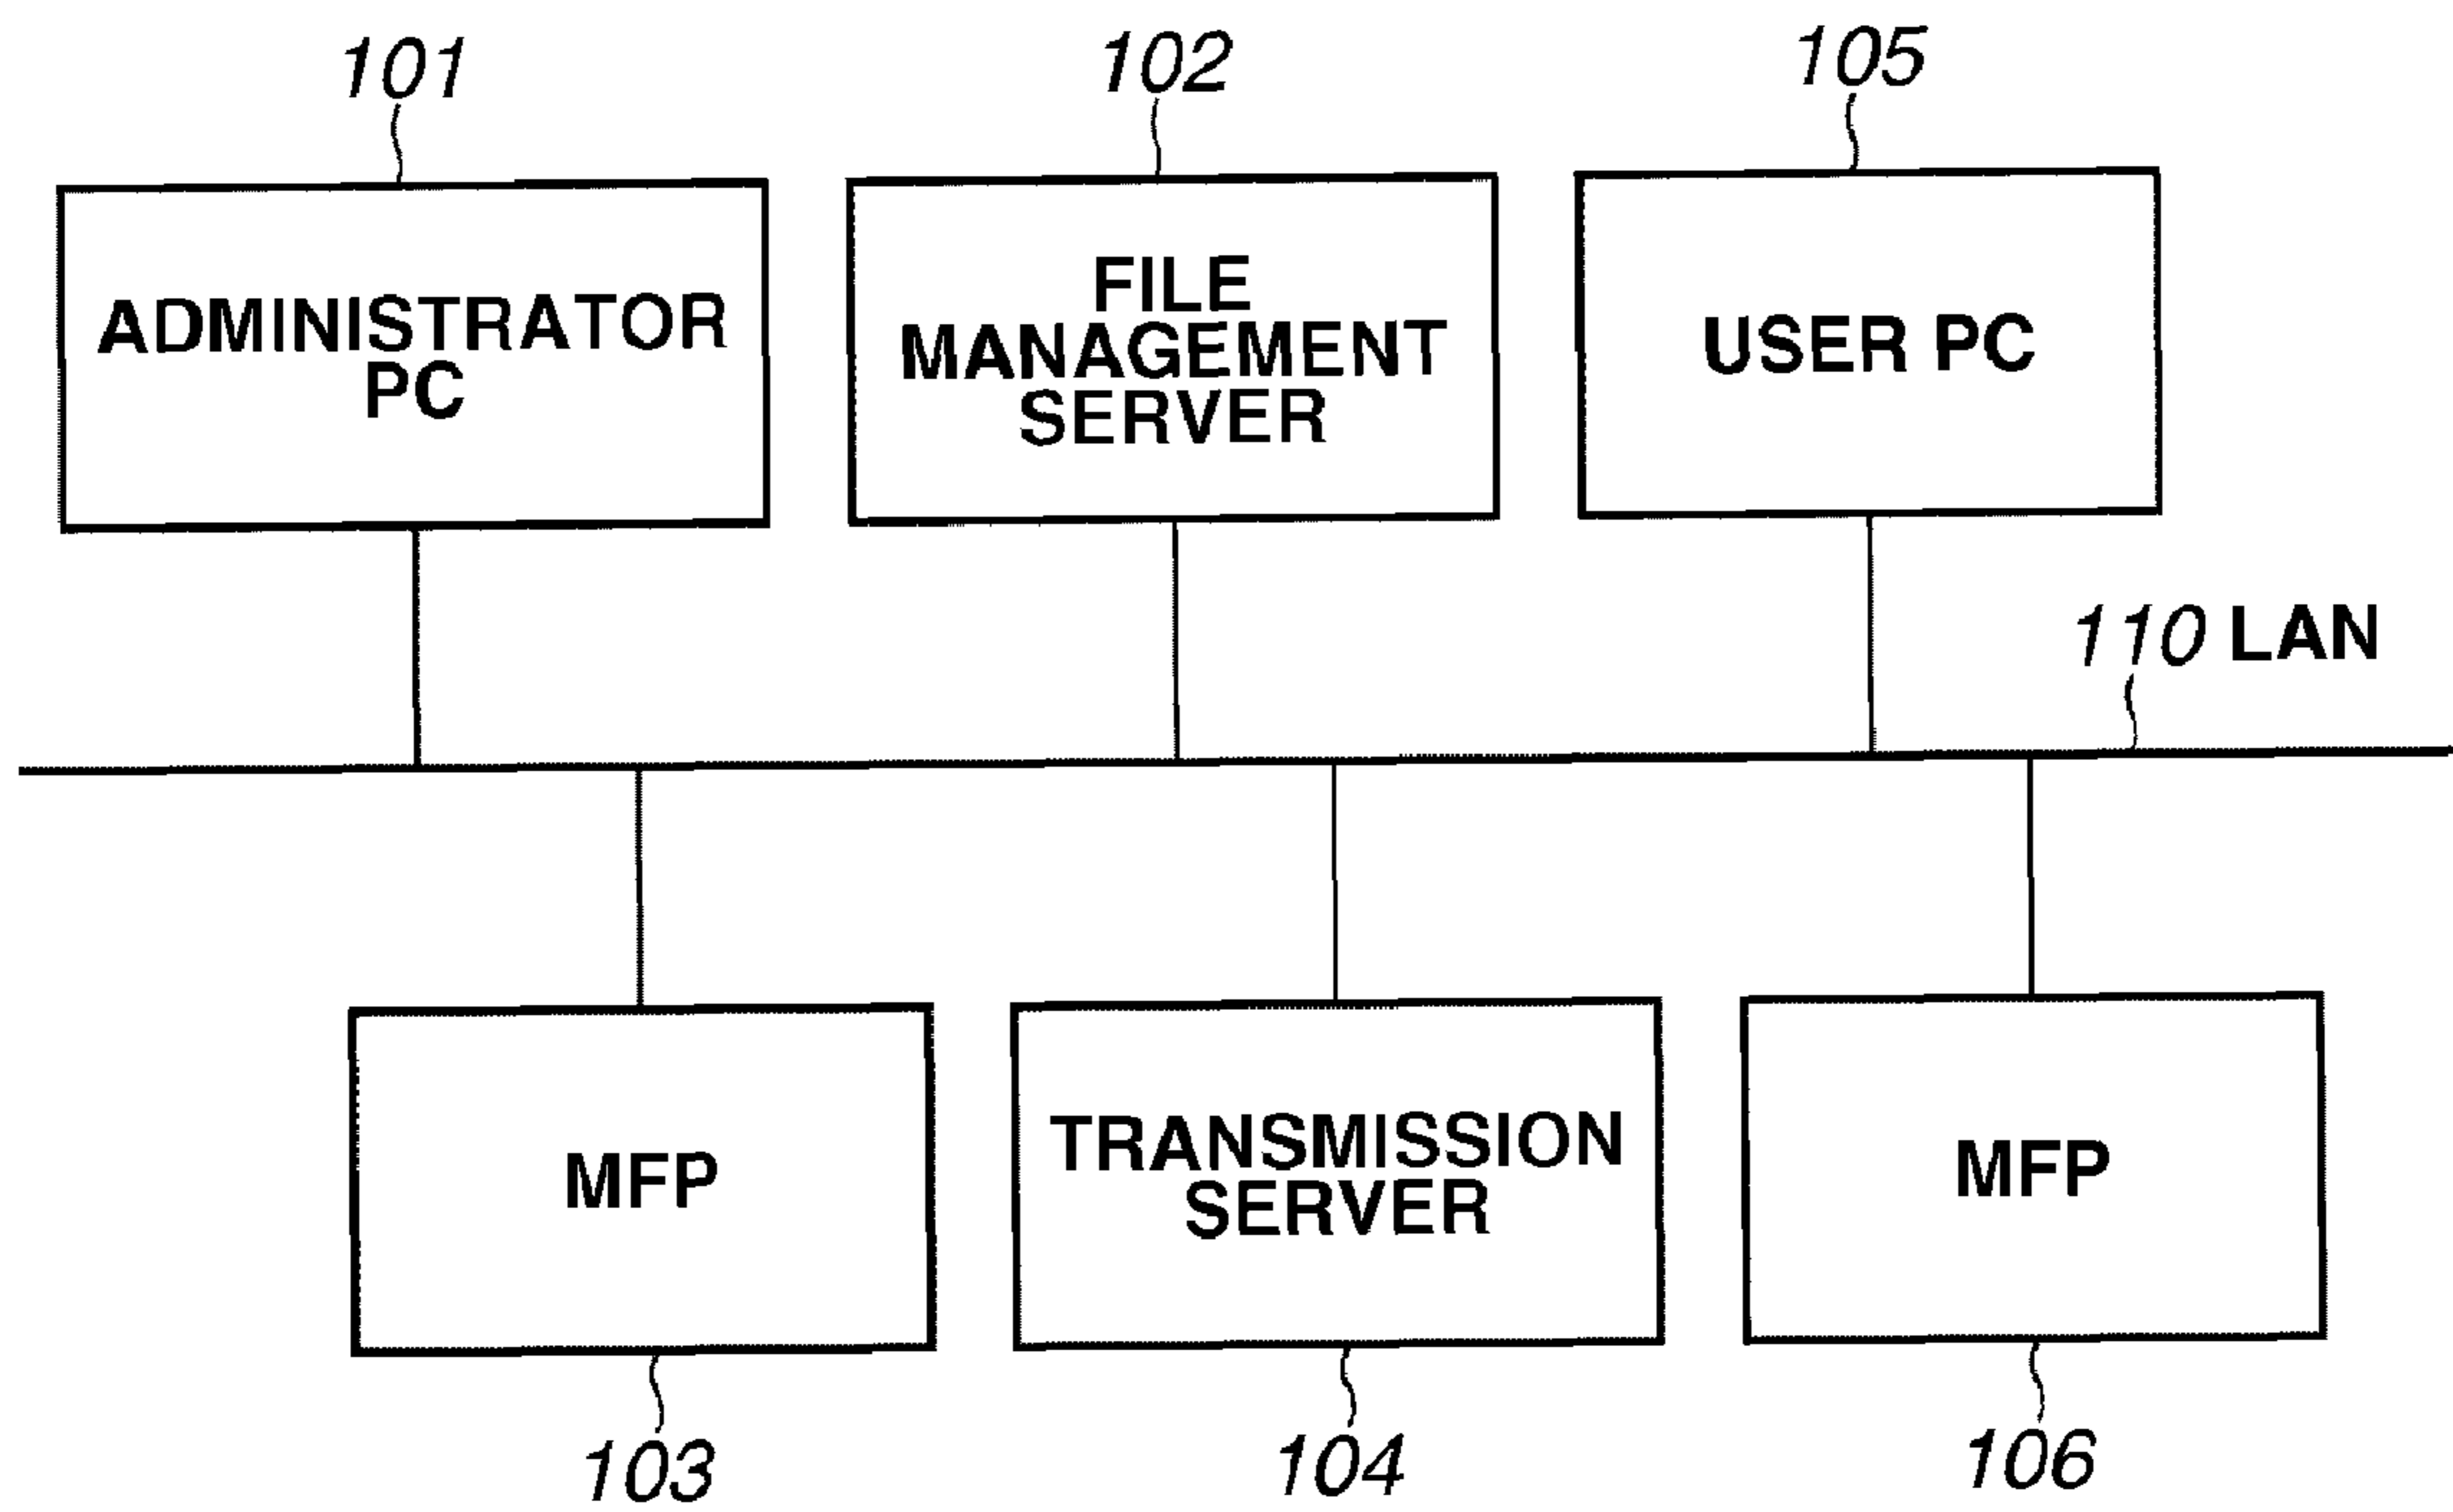 101
102
105
ADMINISTRATOR
PC
FILE
MANAGEMENT
SERVER
USER PC
110 LAN
MFP
TRANSMISSION
SERVER
MFP
103
104
106